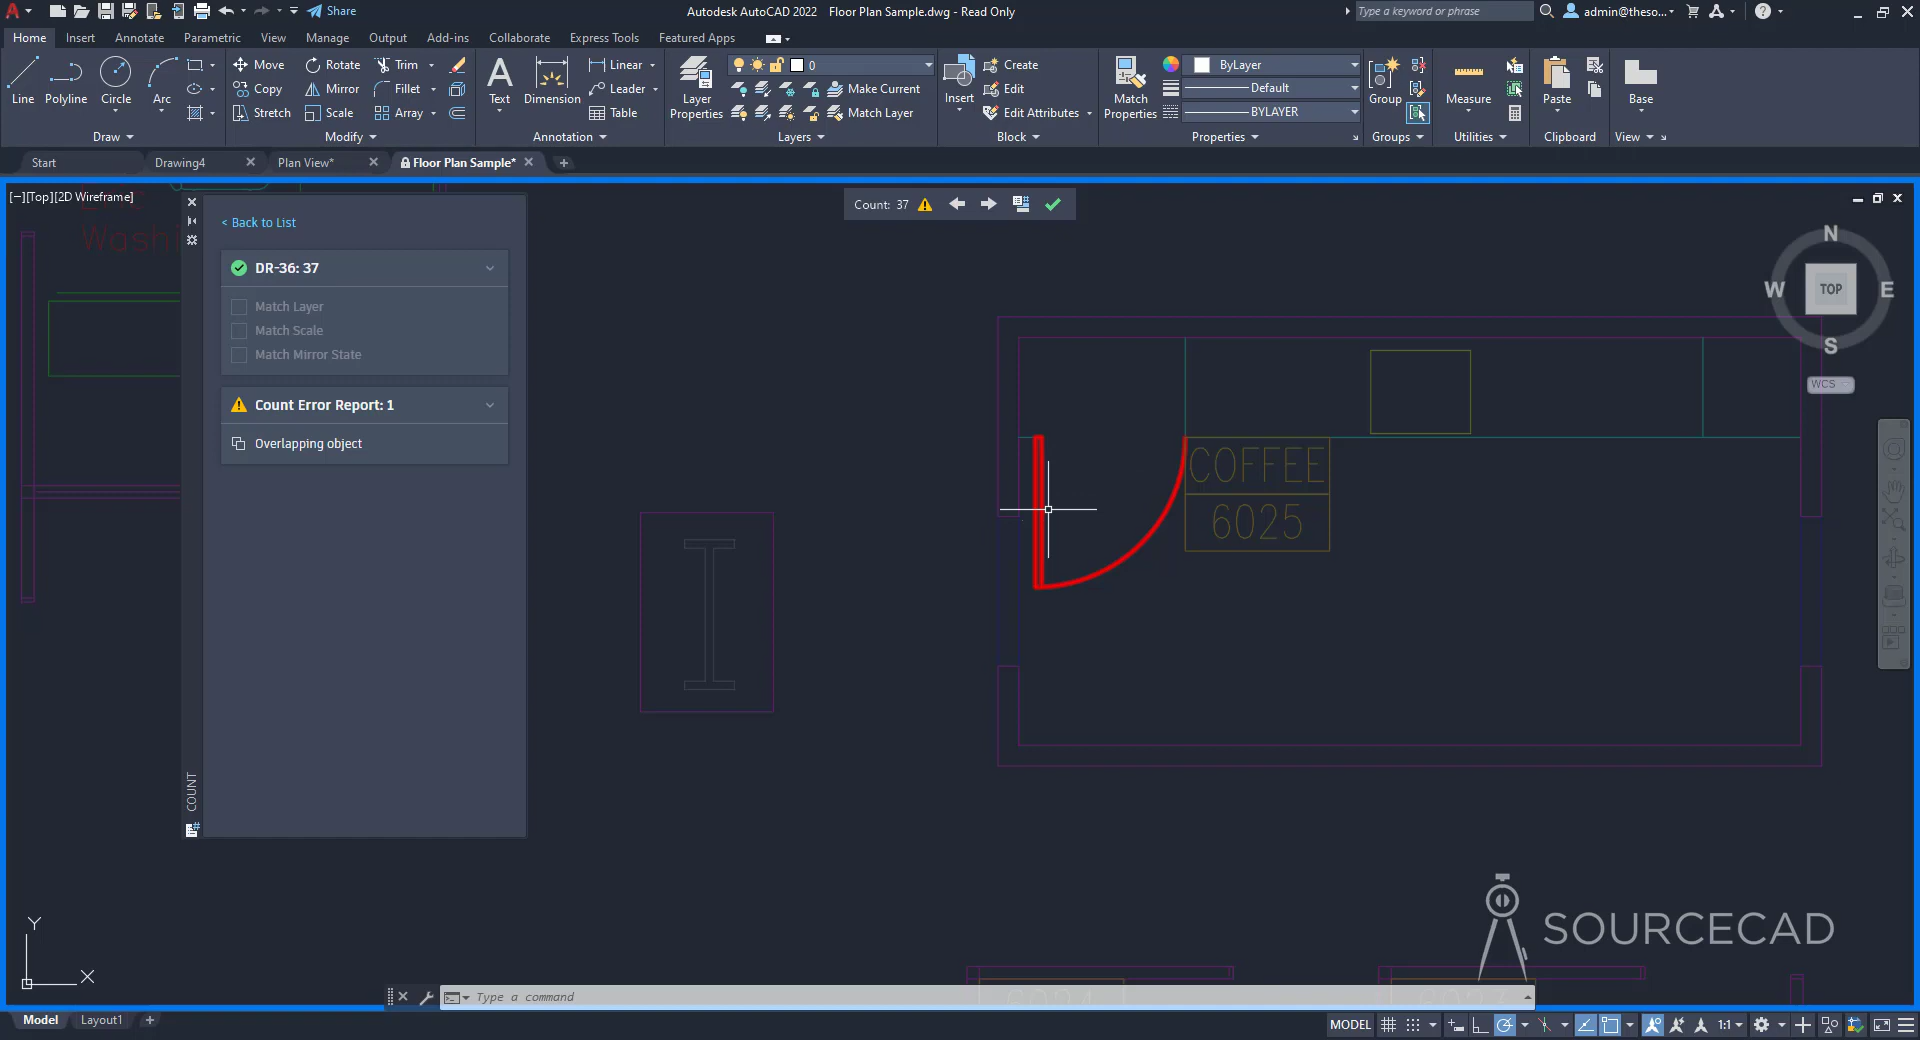 Share
Autodesk AutoCAD 2022 Floor Plan Sample.dwg - Read Only
Type a keyword or phrase
admin@theso...
Home Insert Annotate Parametric View Manage Output Add-ins Collaborate Express Tools Featured Apps
Line
Polyline
Circle
Arc
Move
Rotate
Trim
Copy
Mirror
Fillet
Stretch
Scale
Array
Text
Dimension
Linear
Leader
Table
Layer
Properties
0
Make Current
Match Layer
Insert
Create
Edit
Edit Attributes
Match
Properties
ByLayer
Default
BYLAYER
Group
Measure
Paste
Base
Draw
Modify
Annotation
Layers
Block
Properties
Groups
Utilities
Clipboard
View
Start
Drawing4
Plan View*
Floor Plan Sample*
[−][Top][2D Wireframe]
Washi
Count: 37
< Back to List
DR-36: 37
Match Layer
Match Scale
Match Mirror State
Count Error Report: 1
Overlapping object
COUNT
N
W
TOP
E
S
WCS
COFFEE
6025
SOURCECAD
Y
X
Type a command
Model
Layout1
MODEL
1:1